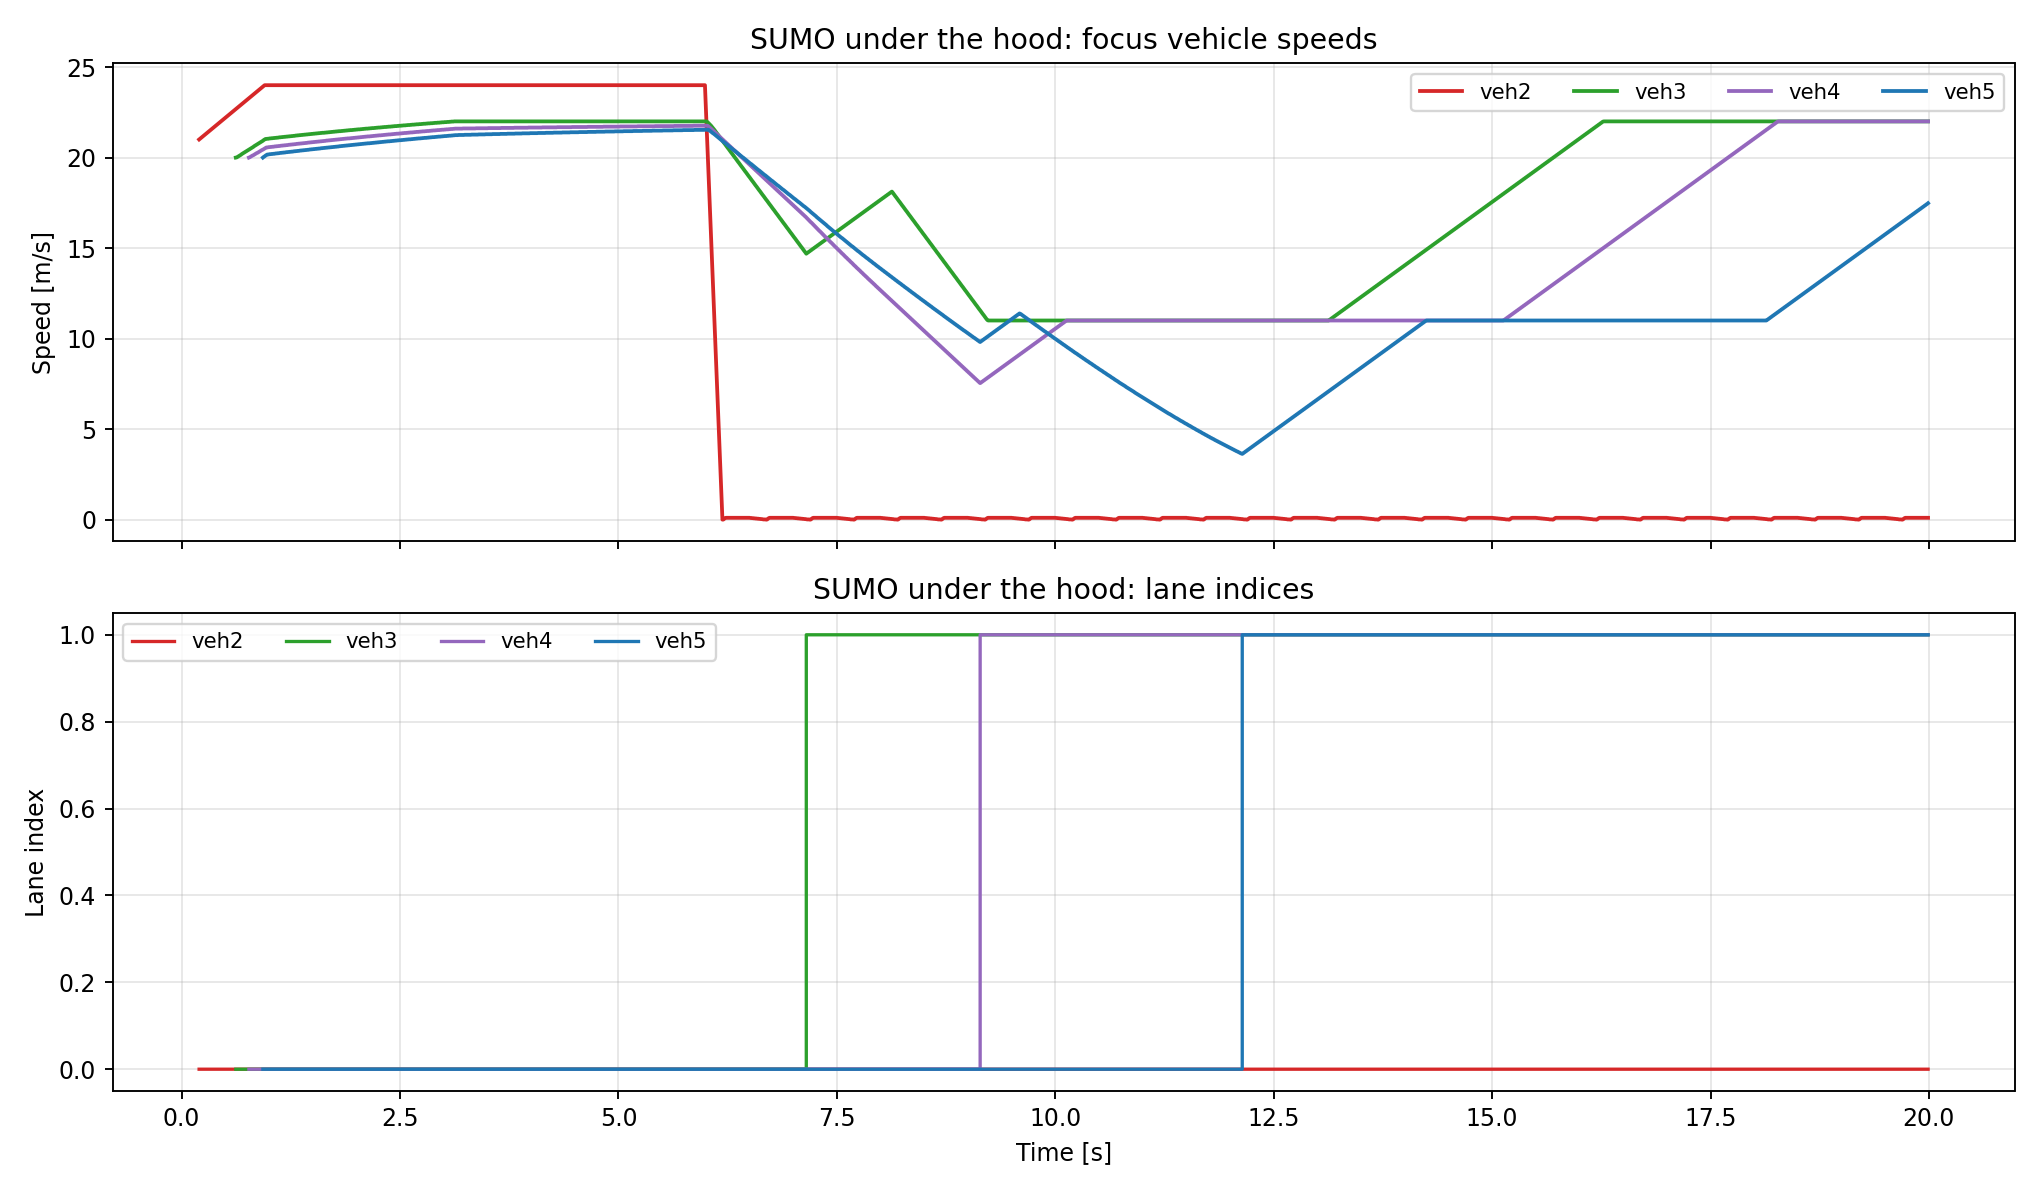 SUMO under the hood: focus vehicle speeds
veh2 veh3 veh4 veh5
Speed [m/s]
25
20
15
10
5
0
SUMO under the hood: lane indices
veh2 veh3 veh4 veh5
Lane index
1.0
0.8
0.6
0.4
0.2
0.0
0.0 2.5 5.0 7.5 10.0 12.5 15.0 17.5 20.0
Time [s]